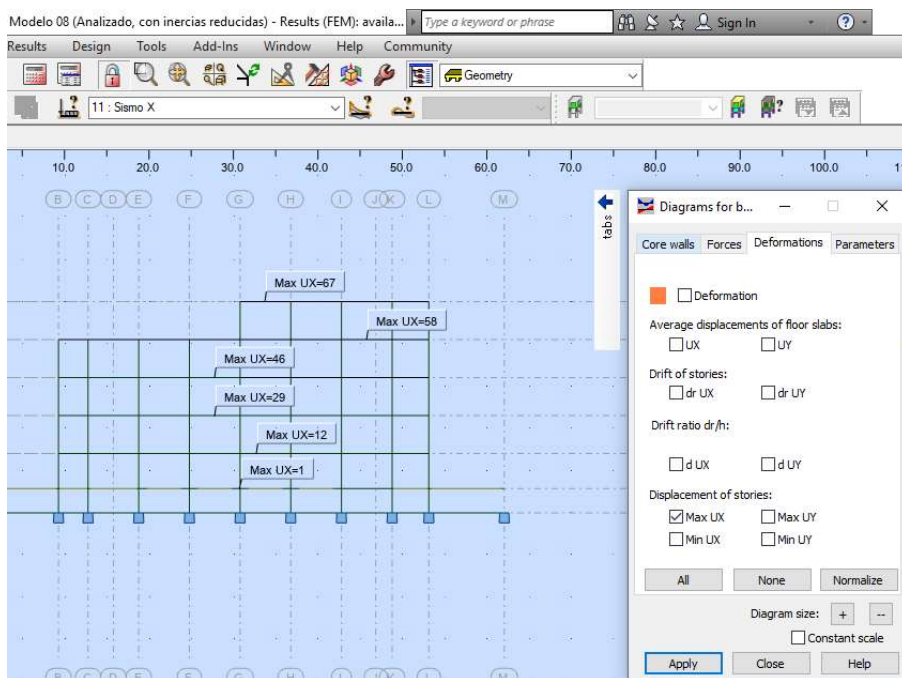 Modelo 08 (Analizado, con inercias reducidas) - Results (FEM): availa...
Type a keyword or phrase
Sign In
Results Design Tools Add-Ins Window Help Community
Geometry
11 : Sismo X
10.0 20.0 30.0 40.0 50.0 60.0 70.0 80.0 90.0 100.0
B C D E F G H I J K L M
tabs
Max UX=67
Max UX=58
Max UX=46
Max UX=29
Max UX=12
Max UX=1
Diagrams for b...
Core walls Forces Deformations Parameters
Deformation
Average displacements of floor slabs:
UX UY
Drift of stories:
dr UX dr UY
Drift ratio dr/h:
d UX d UY
Displacement of stories:
Max UX Max UY
Min UX Min UY
All None Normalize
Diagram size: + --
Constant scale
Apply Close Help
B C D E F G H I J K L M